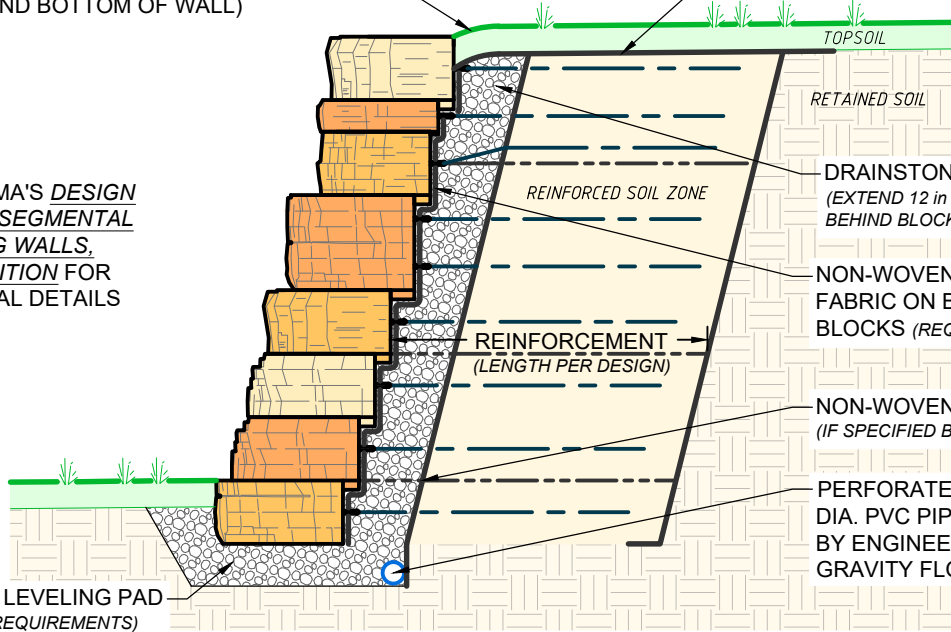 ND BOTTOM OF WALL)
TOPSOIL
RETAINED SOIL
MA'S DESIGN
SEGMENTAL
G WALLS,
ITION FOR
AL DETAILS
REINFORCED SOIL ZONE
DRAINSTON
(EXTEND 12 in
BEHIND BLOCK
NON-WOVEN
FABRIC ON B
BLOCKS (REQ
REINFORCEMENT
(LENGTH PER DESIGN)
NON-WOVEN
(IF SPECIFIED B
PERFORATE
DIA. PVC PIP
BY ENGINEE
GRAVITY FLO
LEVELING PAD
REQUIREMENTS)